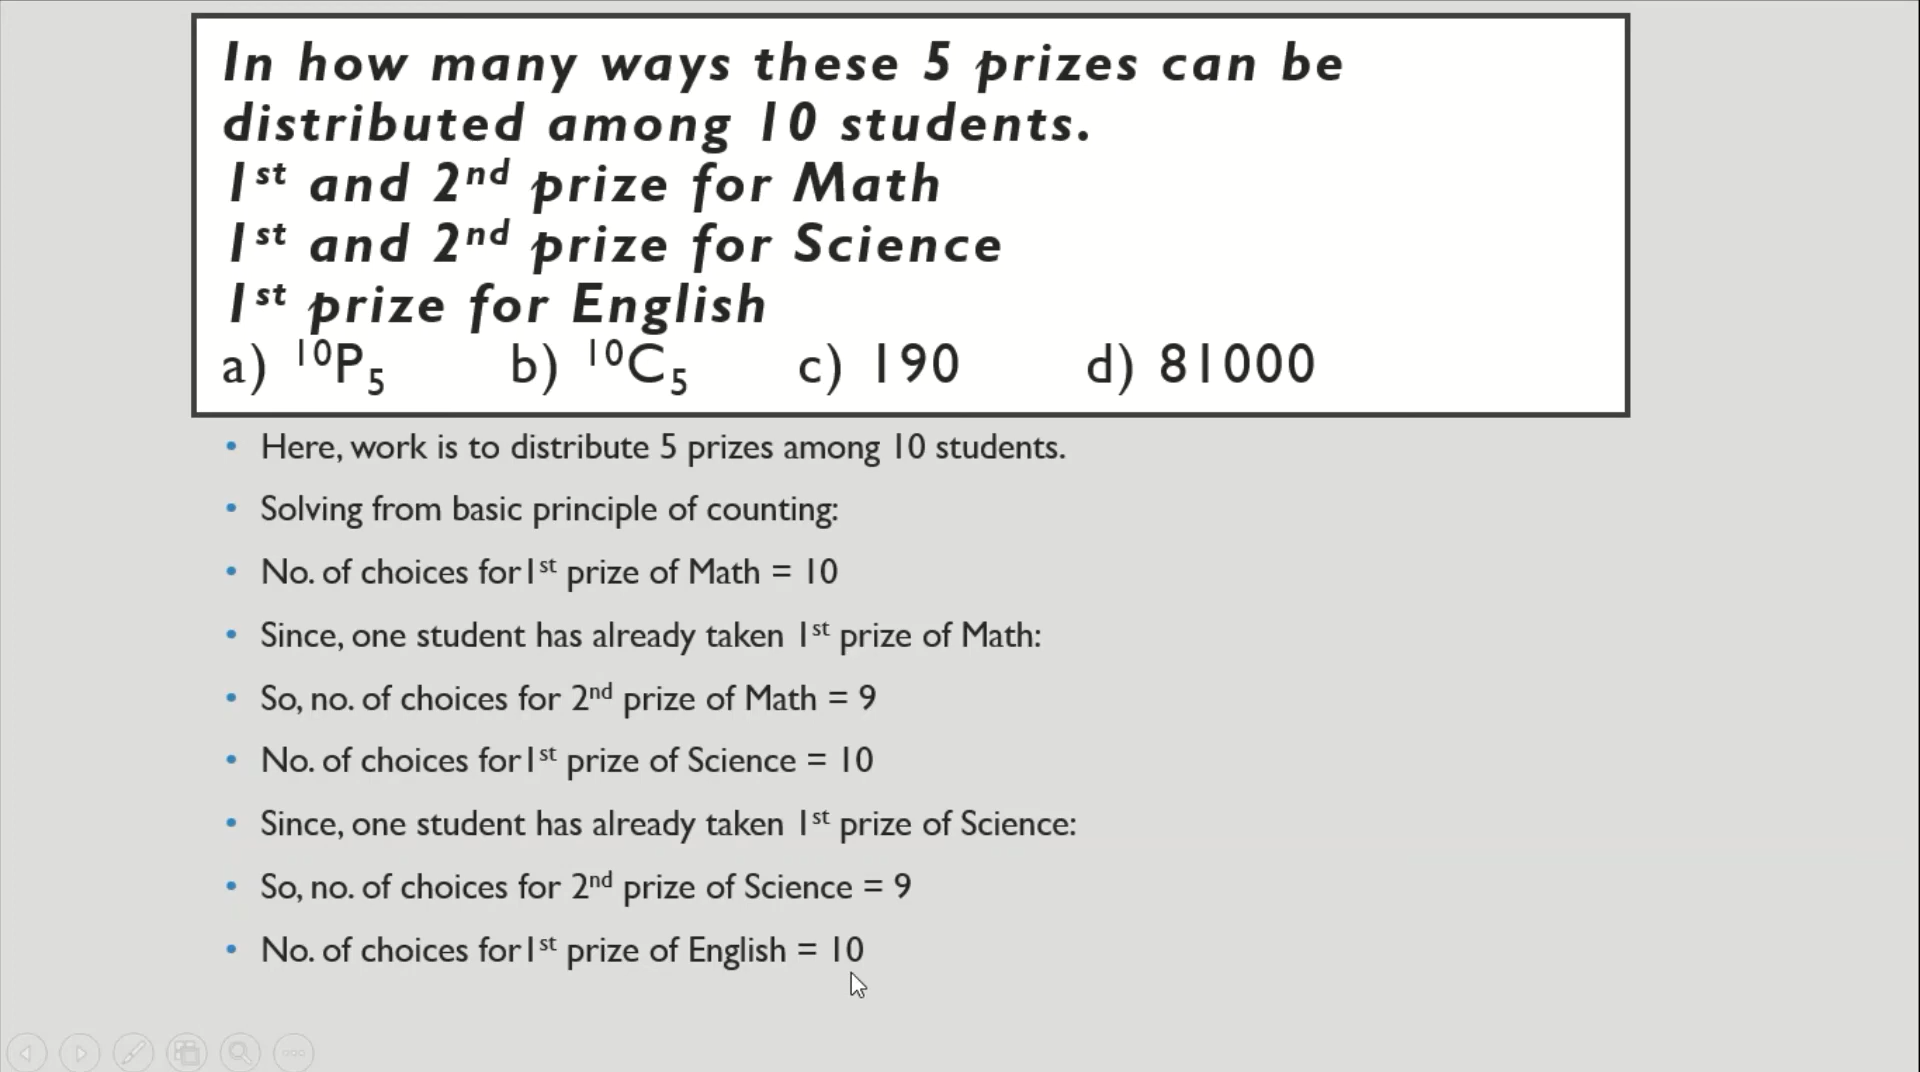 In how many ways these 5 prizes can be
distributed among 10 students.
1st and 2nd prize for Math
1st and 2nd prize for Science
1st prize for English
a) ¹⁰P₅ b) ¹⁰C₅ c) 190 d) 81000
• Here, work is to distribute 5 prizes among 10 students.
• Solving from basic principle of counting:
• No. of choices for1st prize of Math = 10
• Since, one student has already taken 1st prize of Math:
• So, no. of choices for 2nd prize of Math = 9
• No. of choices for1st prize of Science = 10
• Since, one student has already taken 1st prize of Science:
• So, no. of choices for 2nd prize of Science = 9
• No. of choices for1st prize of English = 10